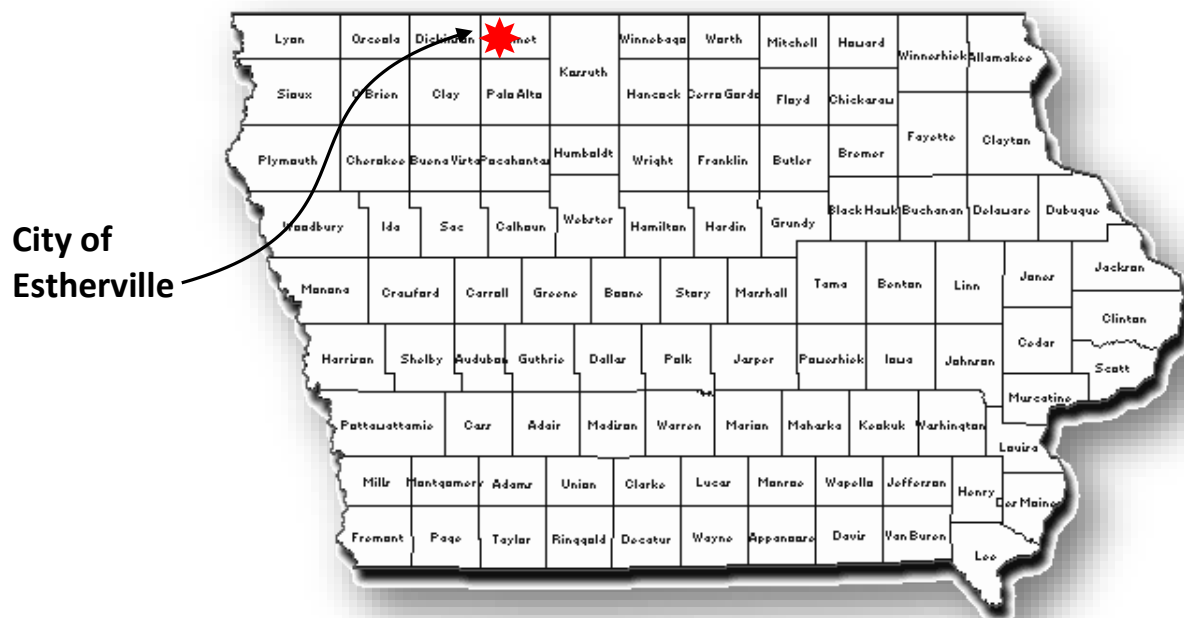 Lyon Osceola Dickinson met Winnebago Worth Mitchell Howard Winneshiek Allamakee
Kossuth
Sioux O'Brien Clay Palo Alto Hancock Cerro Gordo Floyd Chickasaw
Fayette Clayton
Plymouth Cherokee Buena Vista Pocahontas Humboldt Wright Franklin Butler Bremer
Woodbury Ida Sac Calhoun Webster Hamilton Hardin Grundy Black Hawk Buchanan Delaware Dubuque
City of
Estherville
Monona Crawford Carroll Greene Boone Story Marshall Tama Benton Linn Jones Jackson
Clinton
Harrison Shelby Audubon Guthrie Dallas Polk Jasper Poweshiek Iowa Johnson Cedar Scott
Muscatine
Pottawattamie Cass Adair Madison Warren Marion Mahaska Keokuk Washington Louisa
Mills Montgomery Adams Union Clarke Lucas Monroe Wapello Jefferson Henry Des Moines
Fremont Page Taylor Ringgold Decatur Wayne Appanoose Davis Van Buren Lee